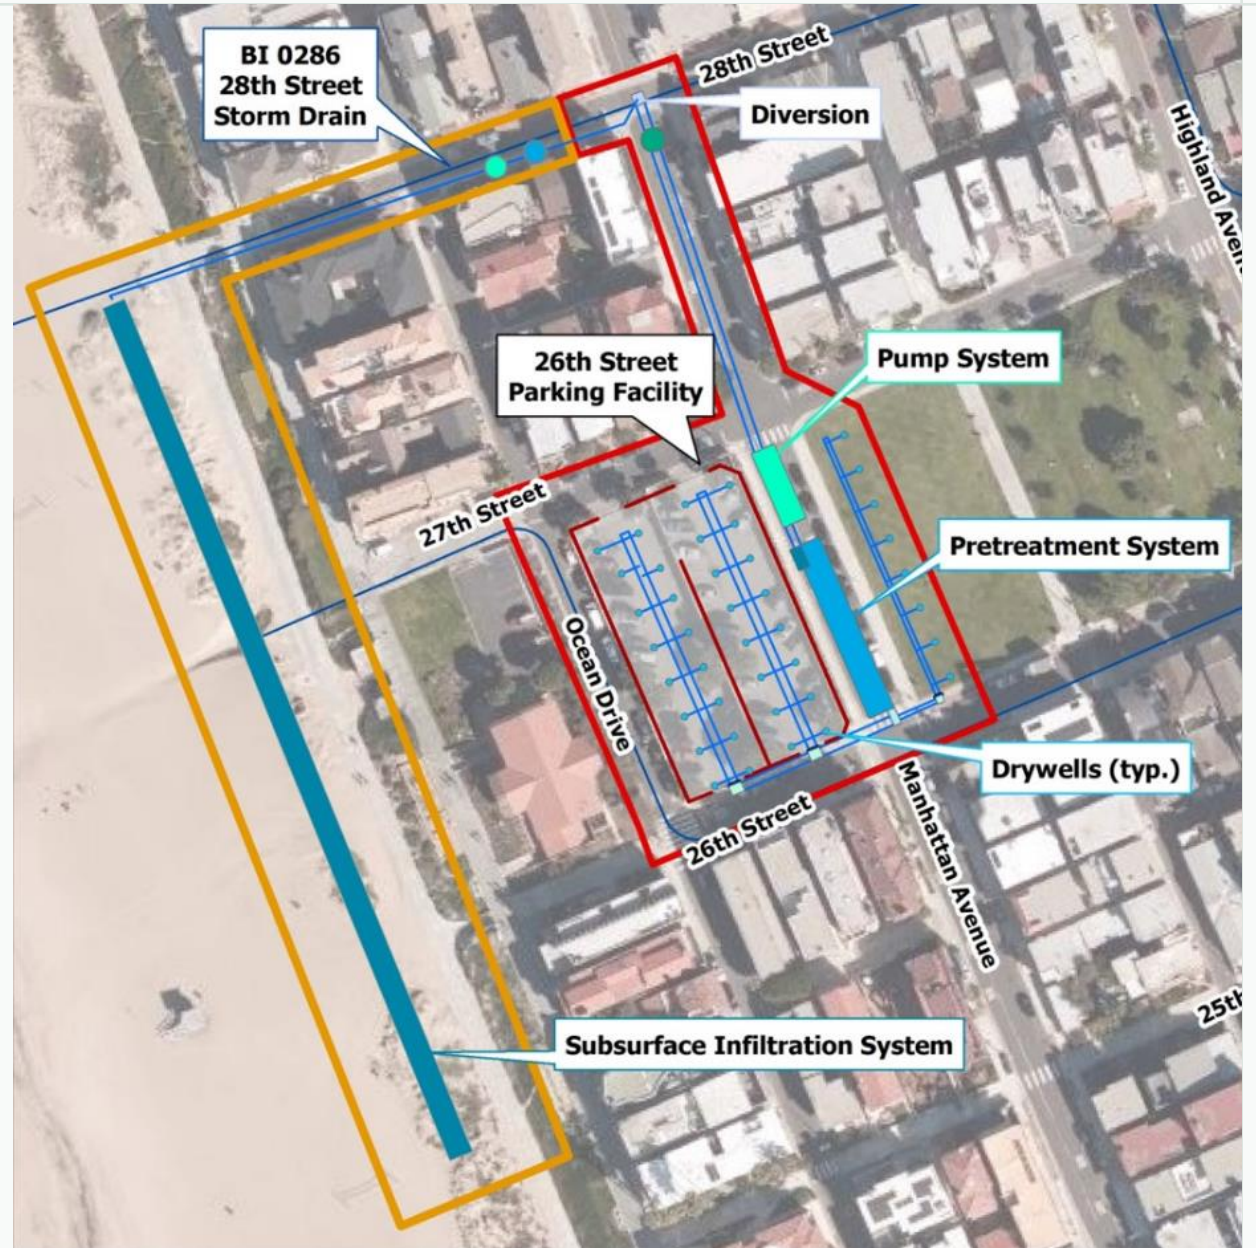 BI 0286
28th Street
Storm Drain
28th Street
Diversion
Highland Aven
26th Street
Parking Facility
Pump System
27th Street
Pretreatment System
Ocean Drive
Drywells (typ.)
26th Street
Manhattan Avenue
25th
Subsurface Infiltration System